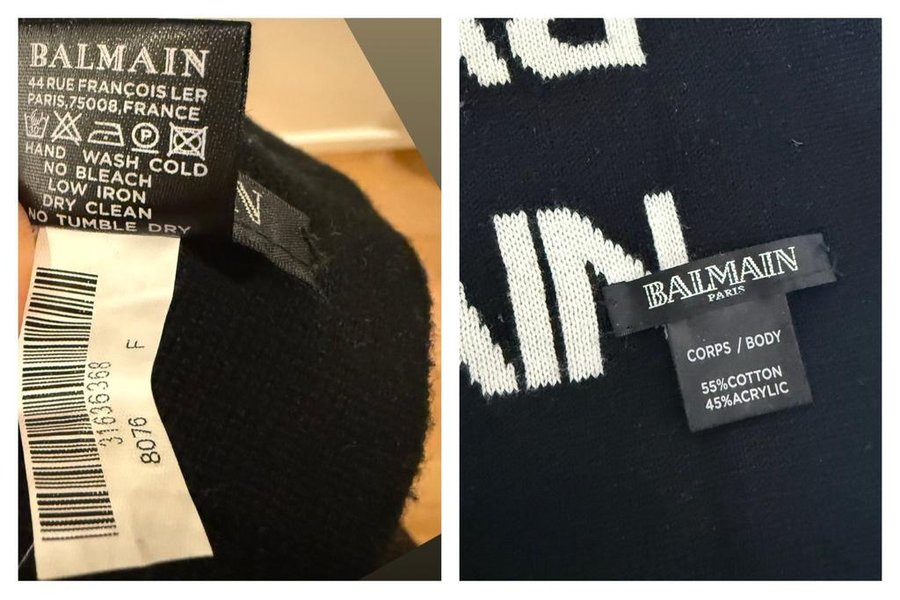 BALMAIN
44 RUE FRANÇOIS LER
PARIS,75008,FRANCE
HAND WASH COLD
NO BLEACH
LOW IRON
DRY CLEAN
NO TUMBLE DRY
N
31636368
8076 F
IN
BALMAIN
PARIS
CORPS / BODY
55%COTTON
45%ACRYLIC